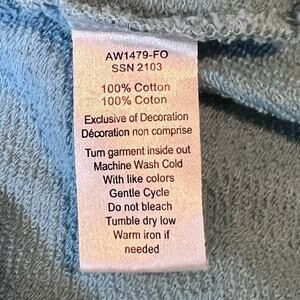 AW1479-FO
SSN 2103
100% Cotton
100% Coton
Exclusive of Decoration
Décoration non comprise
Turn garment inside out
Machine Wash Cold
With like colors
Gentle Cycle
Do not bleach
Tumble dry low
Warm iron if
needed